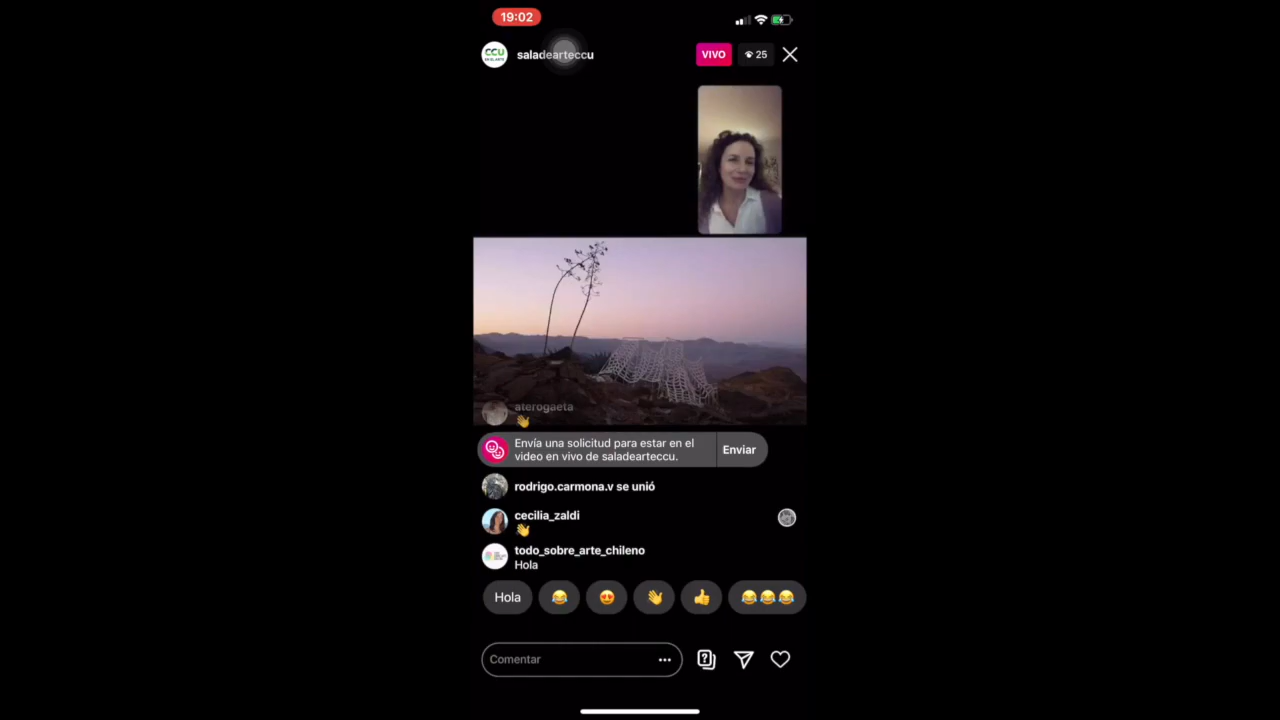 19:02
CCU
saladearteccu
VIVO
25
aterogaeta
👋
Envía una solicitud para estar en el
video en vivo de saladearteccu.
Enviar
rodrigo.carmona.v se unió
cecilia_zaldi
👋
todo_sobre_arte_chileno
Hola
Hola 😂 😍 👋 👍 😂😂😂
Comentar